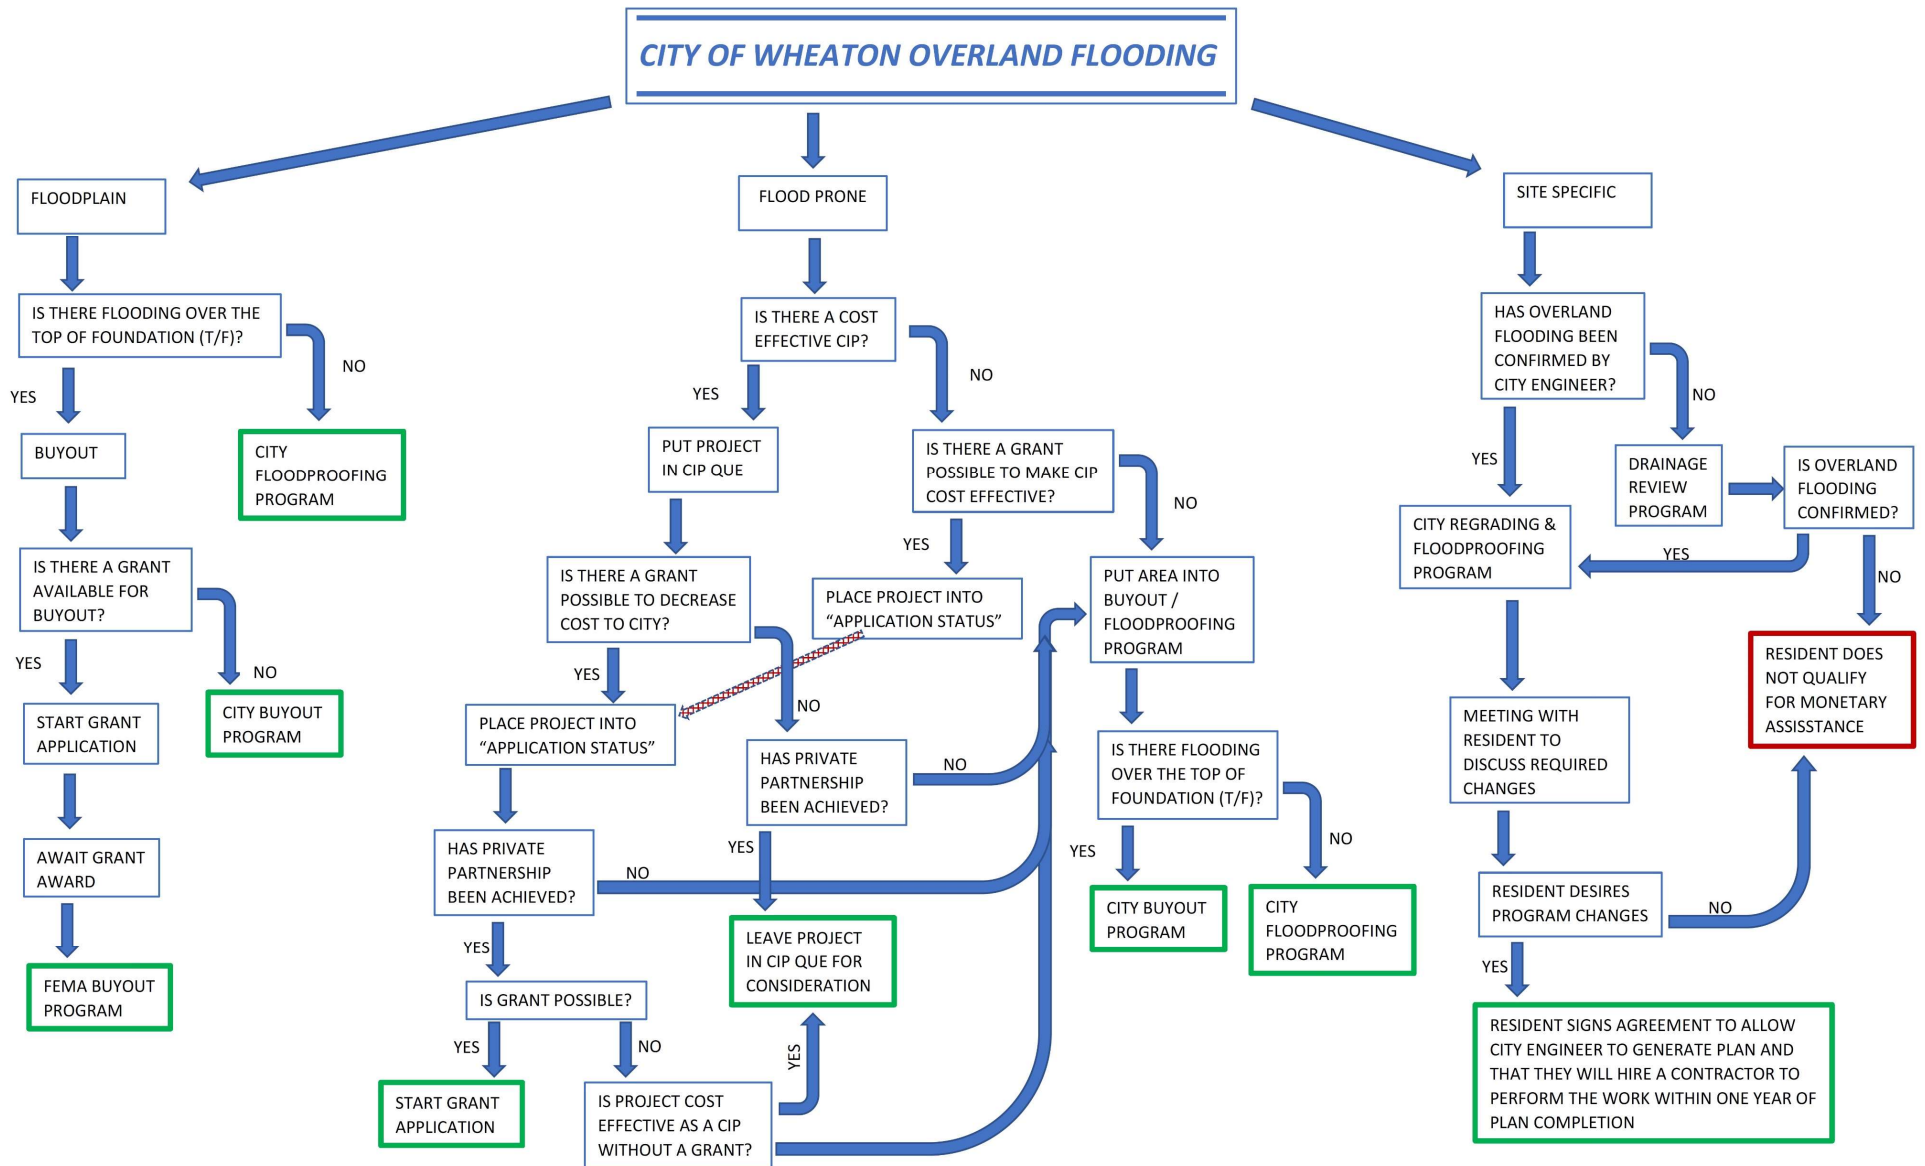 CITY OF WHEATON OVERLAND FLOODING
FLOODPLAIN
IS THERE FLOODING OVER THE
TOP OF FOUNDATION (T/F)?
NO
YES
BUYOUT
CITY
FLOODPROOFING
PROGRAM
IS THERE A GRANT
AVAILABLE FOR
BUYOUT?
YES
NO
START GRANT
APPLICATION
CITY BUYOUT
PROGRAM
AWAIT GRANT
AWARD
FEMA BUYOUT
PROGRAM
FLOOD PRONE
IS THERE A COST
EFFECTIVE CIP?
YES
NO
PUT PROJECT
IN CIP QUE
IS THERE A GRANT
POSSIBLE TO MAKE CIP
COST EFFECTIVE?
NO
YES
IS THERE A GRANT
POSSIBLE TO DECREASE
COST TO CITY?
PLACE PROJECT INTO
“APPLICATION STATUS”
PUT AREA INTO
BUYOUT /
FLOODPROOFING
PROGRAM
YES
NO
PLACE PROJECT INTO
“APPLICATION STATUS”
HAS PRIVATE
PARTNERSHIP
BEEN ACHIEVED?
NO
YES
IS THERE FLOODING
OVER THE TOP OF
FOUNDATION (T/F)?
YES
NO
HAS PRIVATE
PARTNERSHIP
BEEN ACHIEVED?
NO
YES
CITY BUYOUT
PROGRAM
CITY
FLOODPROOFING
PROGRAM
LEAVE PROJECT
IN CIP QUE FOR
CONSIDERATION
IS GRANT POSSIBLE?
YES
NO
YES
START GRANT
APPLICATION
IS PROJECT COST
EFFECTIVE AS A CIP
WITHOUT A GRANT?
SITE SPECIFIC
HAS OVERLAND
FLOODING BEEN
CONFIRMED BY
CITY ENGINEER?
NO
YES
DRAINAGE
REVIEW
PROGRAM
IS OVERLAND
FLOODING
CONFIRMED?
CITY REGRADING &
FLOODPROOFING
PROGRAM
YES
NO
RESIDENT DOES
NOT QUALIFY
FOR MONETARY
ASSISSTANCE
MEETING WITH
RESIDENT TO
DISCUSS REQUIRED
CHANGES
RESIDENT DESIRES
PROGRAM CHANGES
NO
YES
RESIDENT SIGNS AGREEMENT TO ALLOW
CITY ENGINEER TO GENERATE PLAN AND
THAT THEY WILL HIRE A CONTRACTOR TO
PERFORM THE WORK WITHIN ONE YEAR OF
PLAN COMPLETION